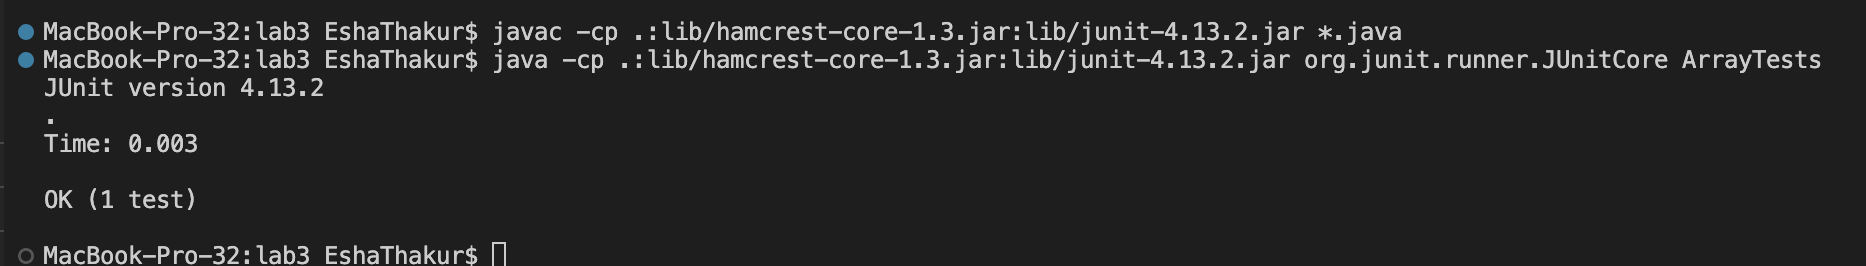 MacBook-Pro-32:lab3 EshaThakur$ javac -cp .:lib/hamcrest-core-1.3.jar:lib/junit-4.13.2.jar *.java
MacBook-Pro-32:lab3 EshaThakur$ java -cp .:lib/hamcrest-core-1.3.jar:lib/junit-4.13.2.jar org.junit.runner.JUnitCore ArrayTests
JUnit version 4.13.2
.
Time: 0.003
OK (1 test)
MacBook-Pro-32:lab3 EshaThakur$